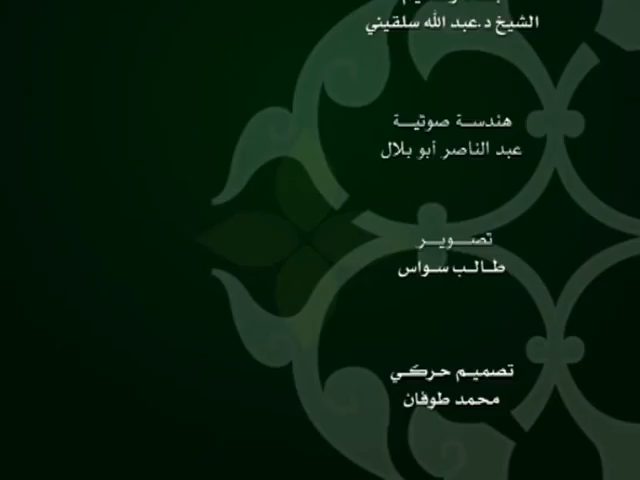 الشيخ د.عبد الله سلقيني
هندسة صوتية
عبد الناصر أبو بلال
تصوير
طالب سواس
تصميم حركي
محمد طوفان